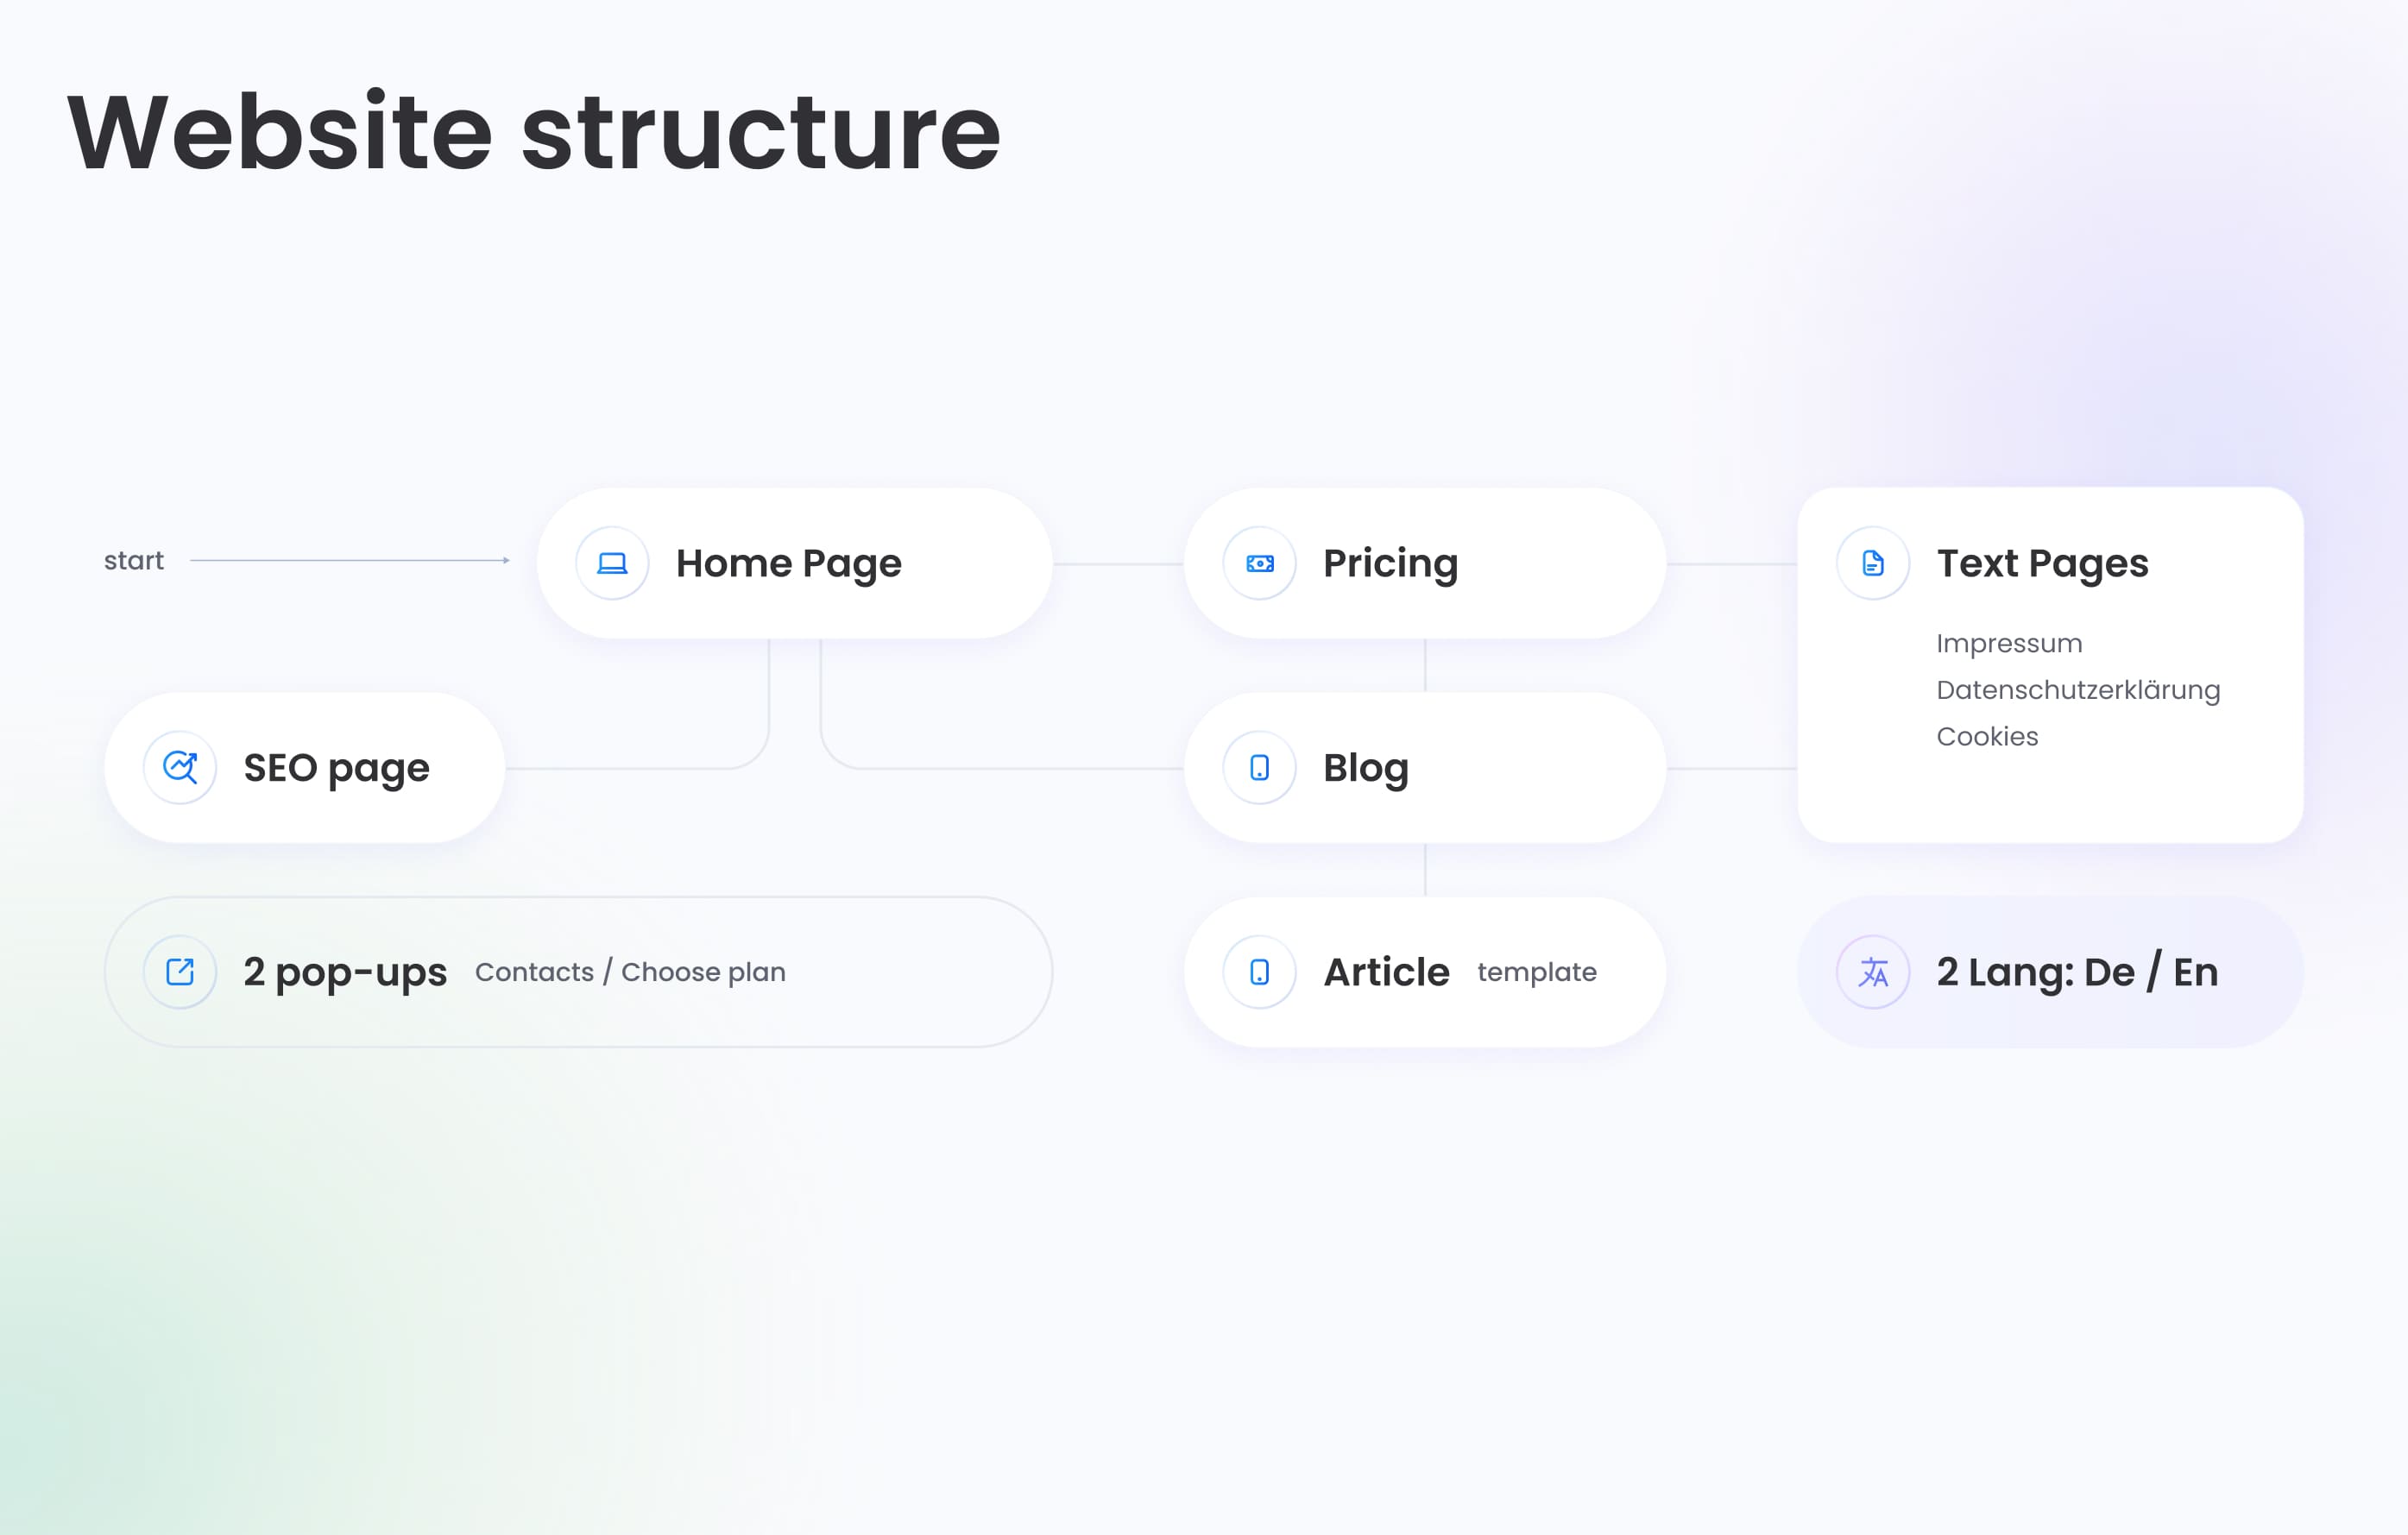 Website structure
start
Home Page
Pricing
Text Pages
Impressum
Datenschutzerklärung
Cookies
SEO page
Blog
2 pop-ups Contacts / Choose plan
Article template
2 Lang: De / En